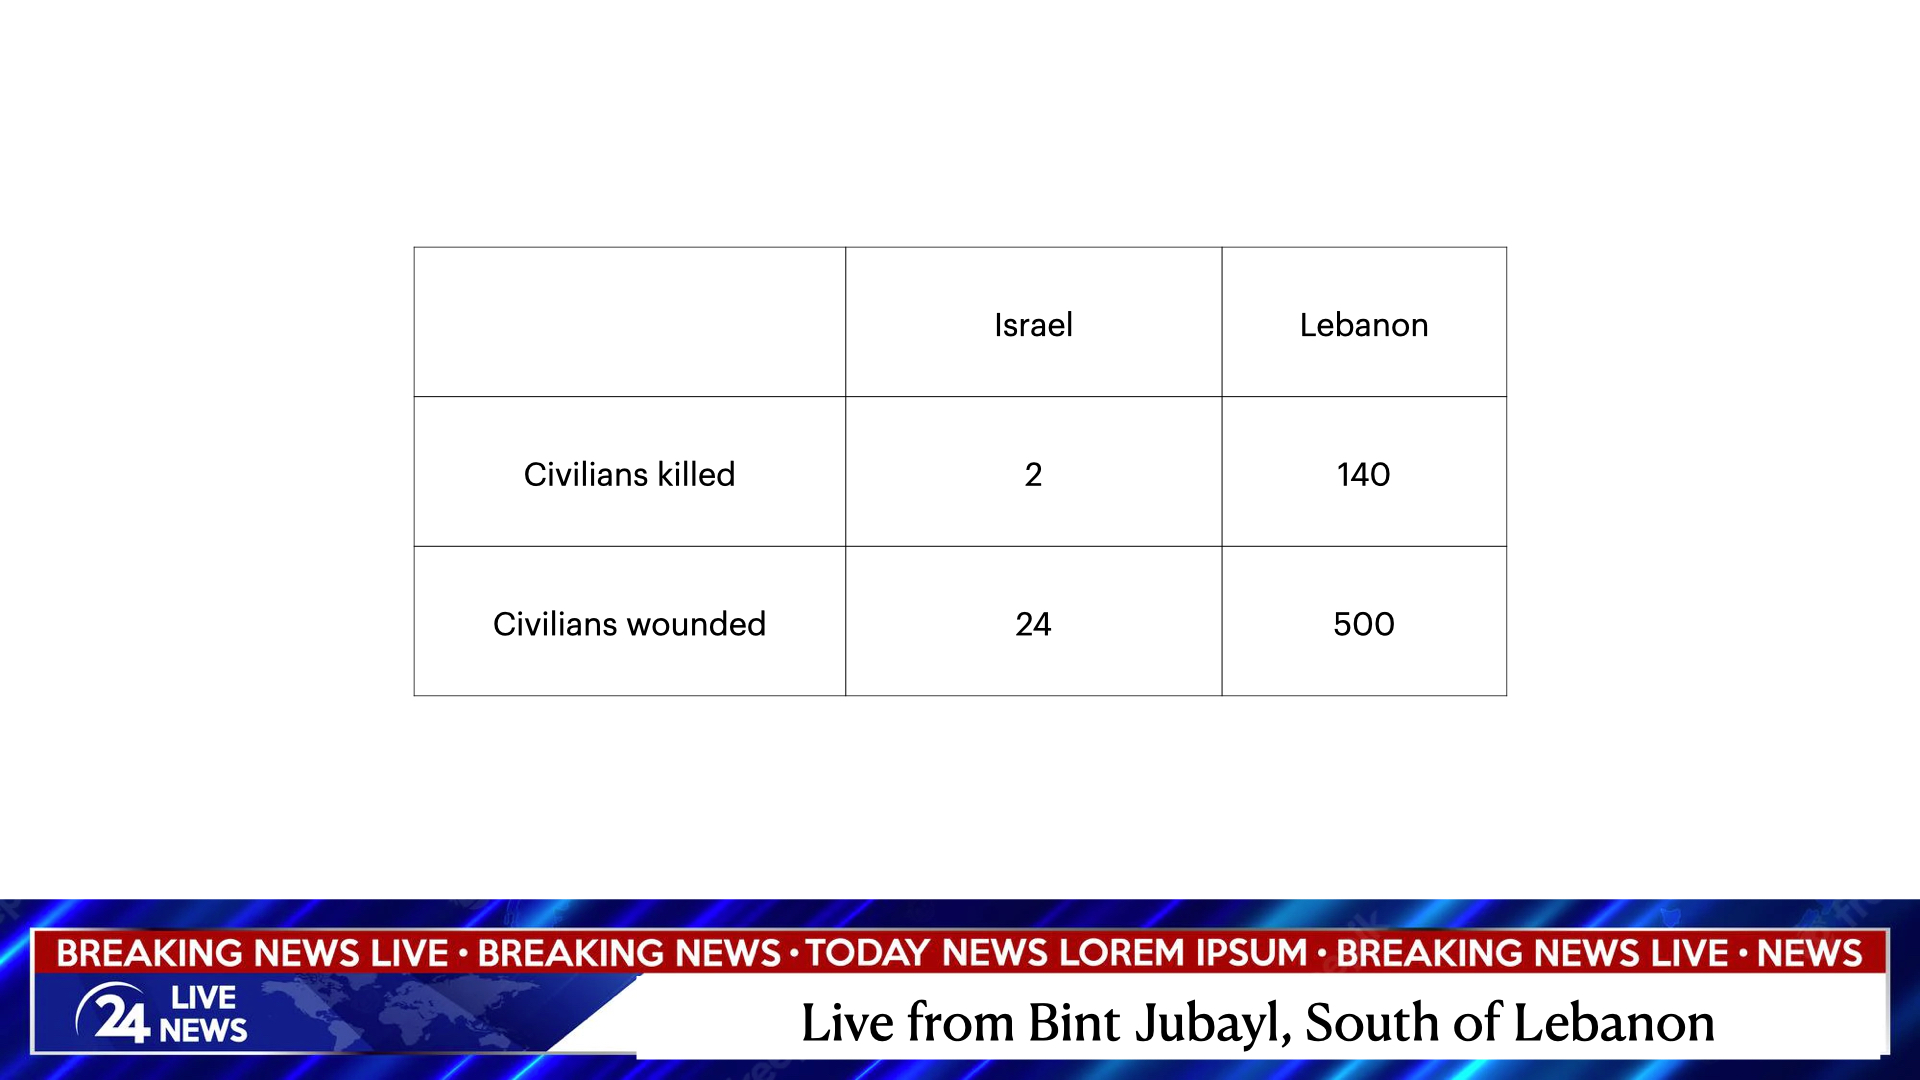 Israel Lebanon
Civilians killed 2 140
Civilians wounded 24 500
BREAKING NEWS LIVE • BREAKING NEWS • TODAY NEWS LOREM IPSUM • BREAKING NEWS LIVE • NEWS
24 LIVE NEWS
Live from Bint Jubayl, South of Lebanon